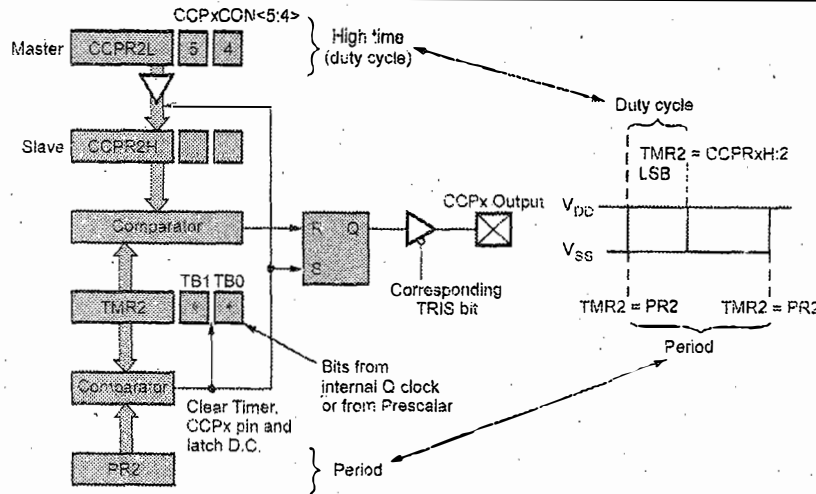 CCPxCON<5:4>
Master
CCPR2L
5
4
High time
(duty cycle)
Slave
CCPR2H
Comparator
R
Q
S
CCPx Output
Corresponding
TRIS bit
TMR2
TB1 TB0
Bits from
internal Q clock
or from Prescalar
Comparator
Clear Timer,
CCPx pin and
latch D.C.
PR2
Period
Duty cycle
TMR2 = CCPRxH:2
LSB
VDD
VSS
TMR2 = PR2
TMR2 = PR2
Period